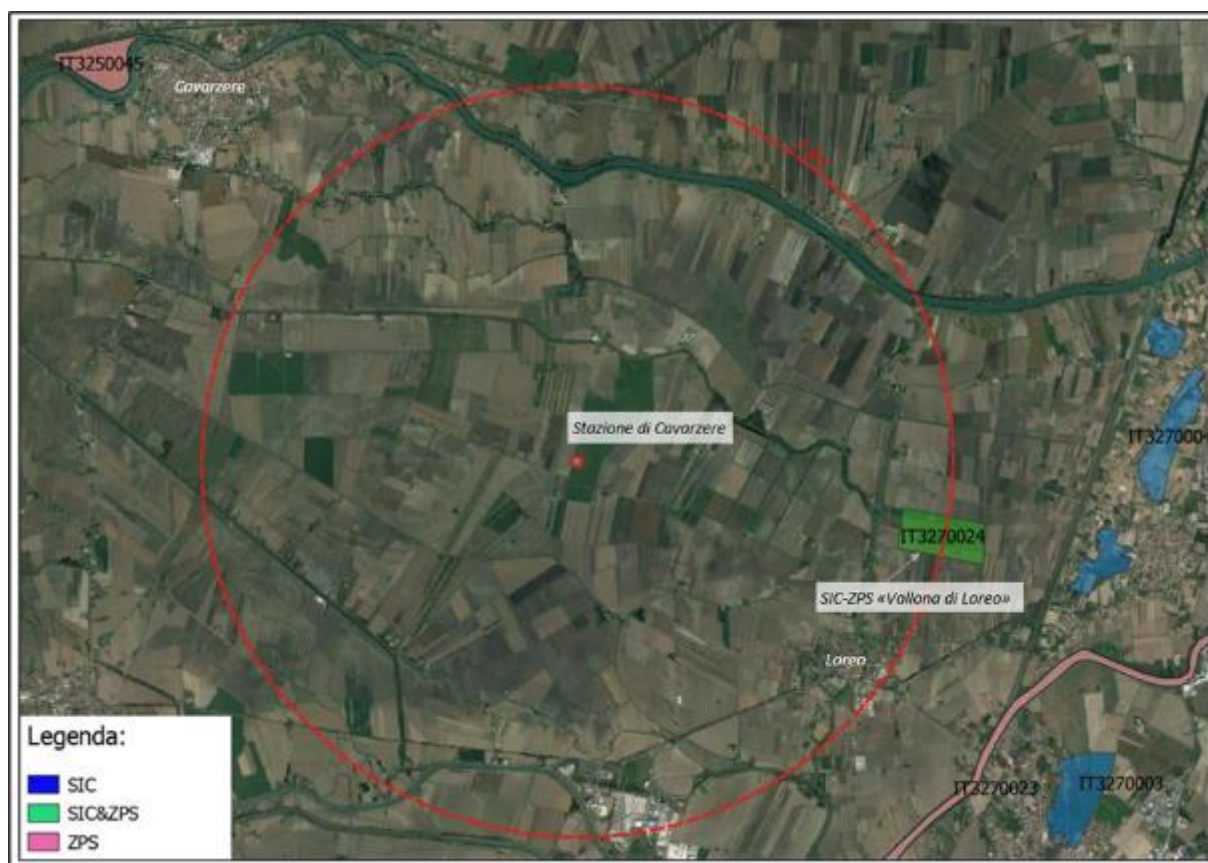 IT3250045
Cavarzere
Stazione di Cavarzere
IT3270004
IT3270024
SIC-ZPS «Vallona di Loreo»
Loreo
Legenda:
SIC
SIC&ZPS
ZPS
IT3270023
IT3270003